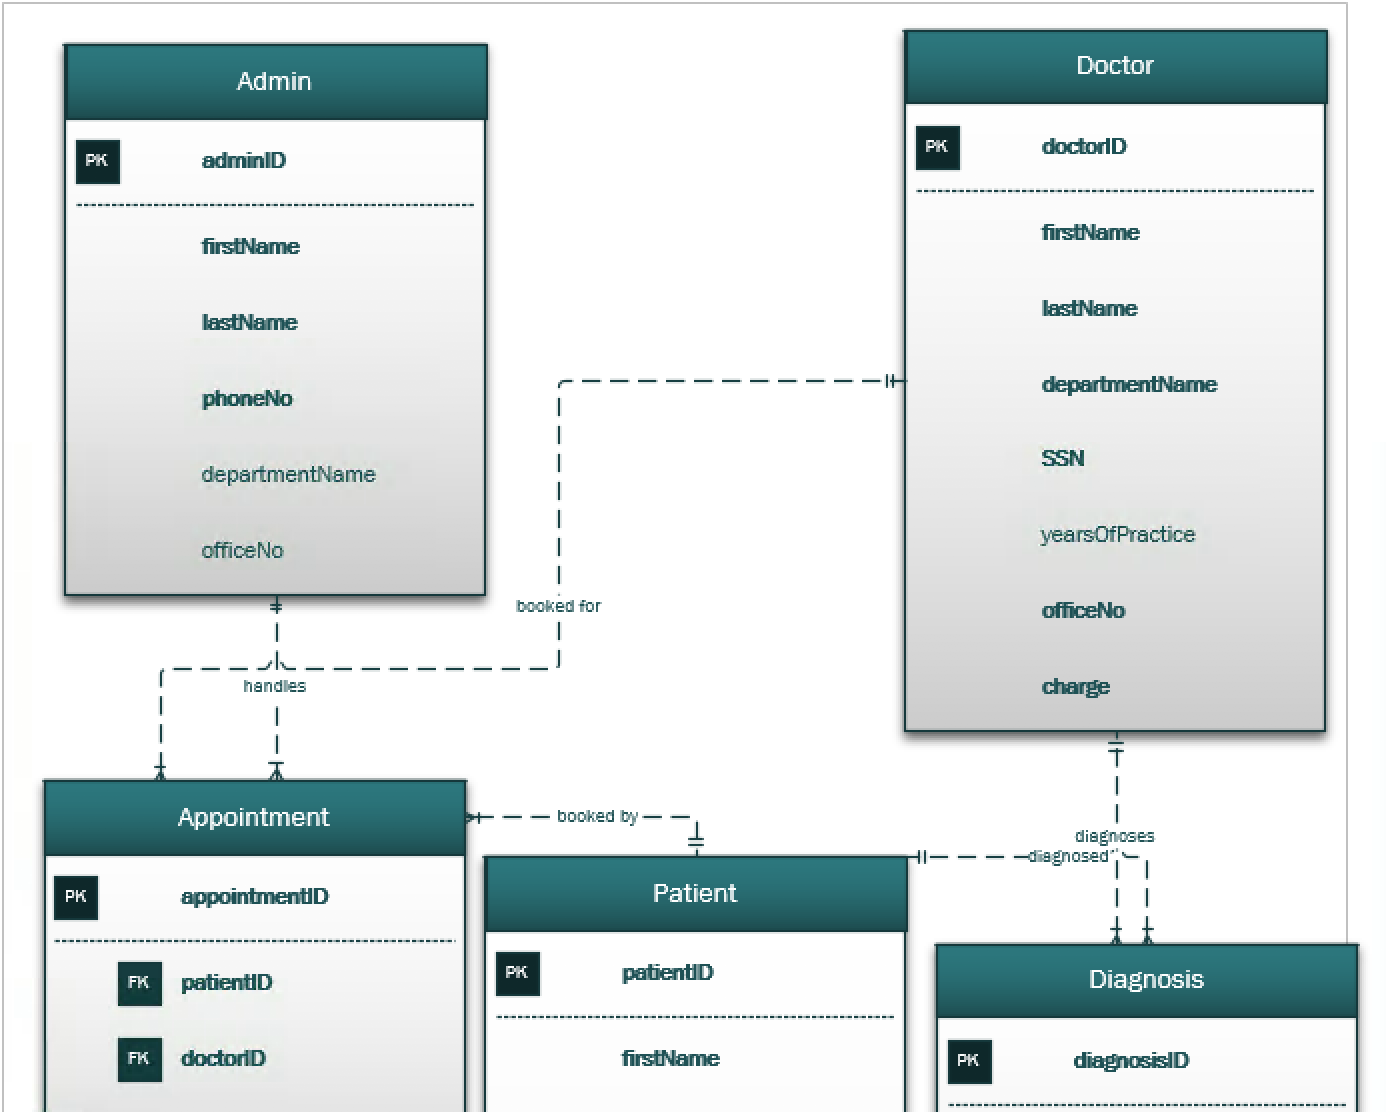 Admin
PK adminID
firstName
lastName
phoneNo
departmentName
officeNo
Doctor
PK doctorID
firstName
lastName
departmentName
SSN
yearsOfPractice
officeNo
charge
booked for
handles
booked by
diagnoses
diagnosed
Appointment
PK appointmentID
FK patientID
FK doctorID
Patient
PK patientID
firstName
Diagnosis
PK diagnosisID